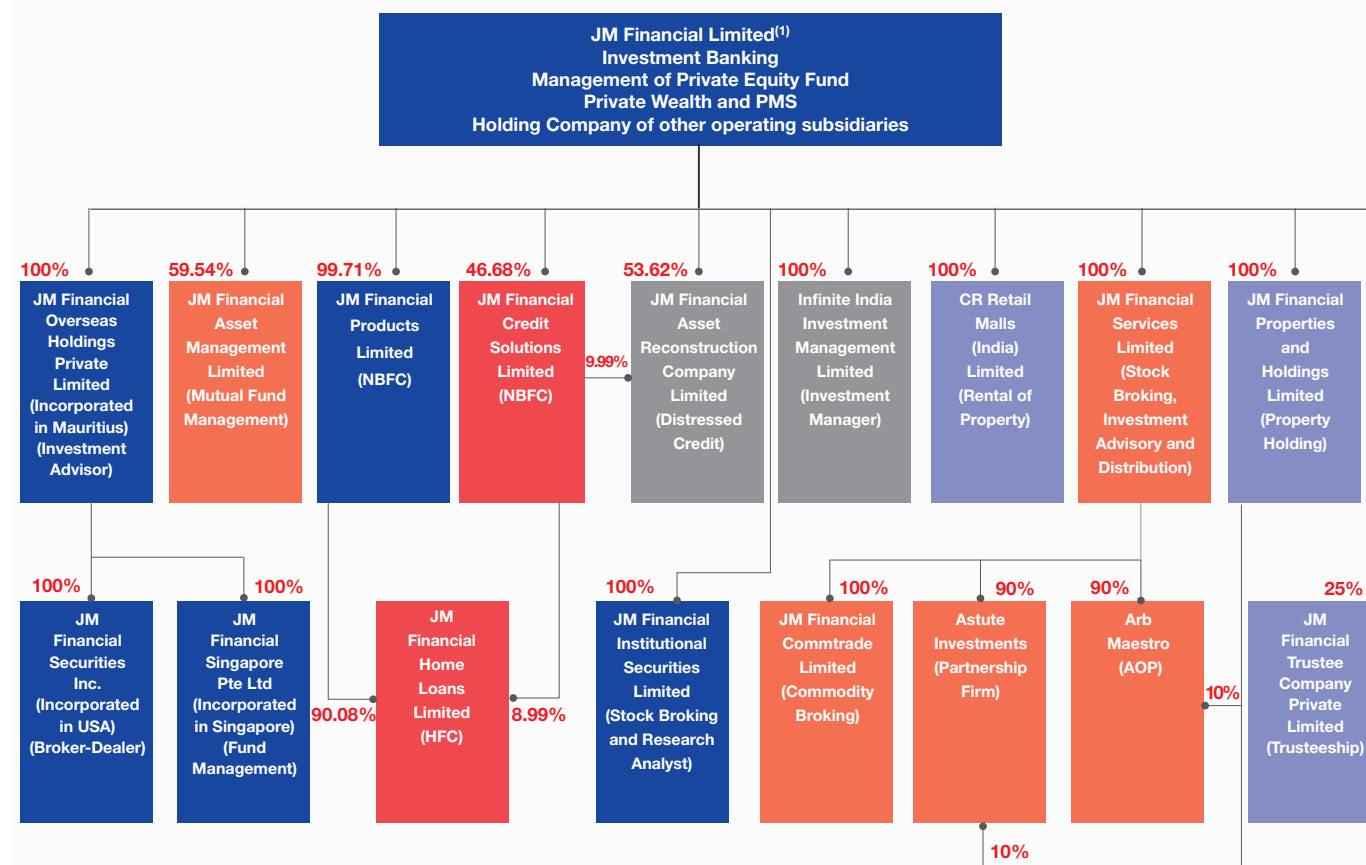 JM Financial Limited(1)
Investment Banking
Management of Private Equity Fund
Private Wealth and PMS
Holding Company of other operating subsidiaries
100%
JM Financial
Overseas
Holdings
Private
Limited
(Incorporated
in Mauritius)
(Investment
Advisor)
59.54%
JM Financial
Asset
Management
Limited
(Mutual Fund
Management)
99.71%
JM Financial
Products
Limited
(NBFC)
46.68%
JM Financial
Credit
Solutions
Limited
(NBFC)
9.99%
53.62%
JM Financial
Asset
Reconstruction
Company
Limited
(Distressed
Credit)
100%
Infinite India
Investment
Management
Limited
(Investment
Manager)
100%
CR Retail
Malls
(India)
Limited
(Rental of
Property)
100%
JM Financial
Services
Limited
(Stock
Broking,
Investment
Advisory and
Distribution)
100%
JM Financial
Properties
and
Holdings
Limited
(Property
Holding)
100%
JM
Financial
Securities
Inc.
(Incorporated
in USA)
(Broker-Dealer)
100%
JM
Financial
Singapore
Pte Ltd
(Incorporated
in Singapore)
(Fund
Management)
90.08%
JM
Financial
Home
Loans
Limited
(HFC)
8.99%
100%
JM Financial
Institutional
Securities
Limited
(Stock Broking
and Research
Analyst)
100%
JM Financial
Commtrade
Limited
(Commodity
Broking)
90%
Astute
Investments
(Partnership
Firm)
90%
Arb
Maestro
(AOP)
10%
25%
JM
Financial
Trustee
Company
Private
Limited
(Trusteeship)
10%